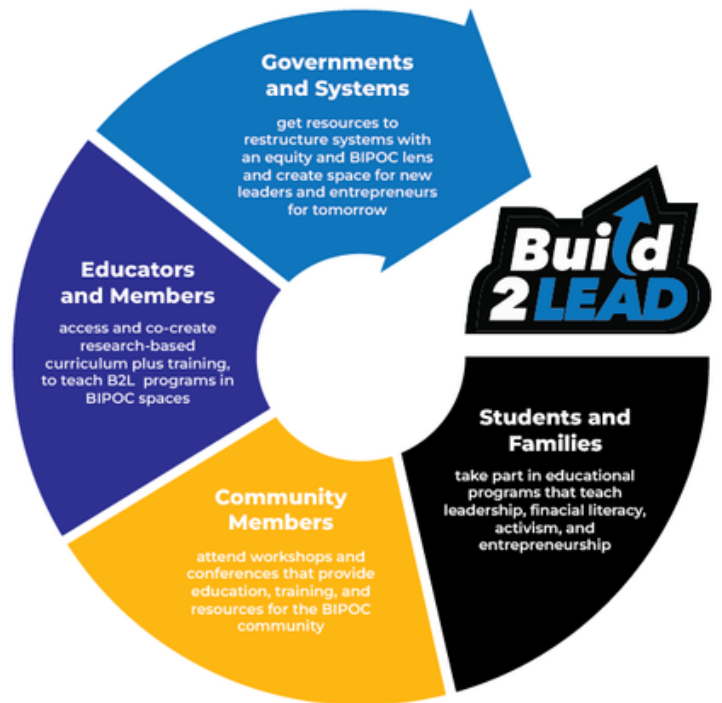 Governments
and Systems
get resources to
restructure systems with
an equity and BIPOC lens
and create space for new
leaders and entrepreneurs
for tomorrow
Build
2LEAD
Educators
and Members
access and co-create
research-based
curriculum plus training,
to teach B2L programs in
BIPOC spaces
Students and
Families
take part in educational
programs that teach
leadership, finacial literacy,
activism, and
entrepreneurship
Community
Members
attend workshops and
conferences that provide
education, training, and
resources for the BIPOC
community